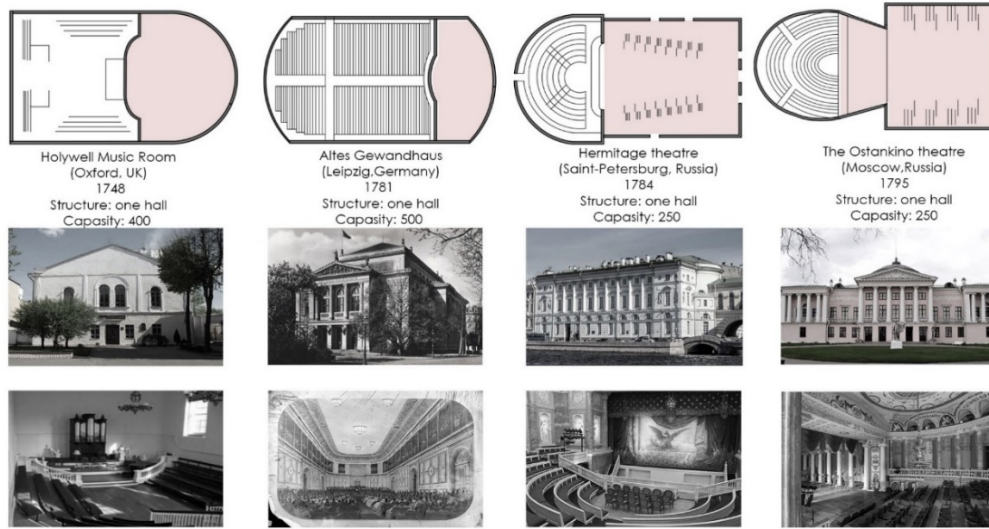 Holywell Music Room
(Oxford, UK)
1748
Structure: one hall
Capasity: 400
Altes Gewandhaus
(Leipzig,Germany)
1781
Structure: one hall
Capasity: 500
Hermitage theatre
(Saint-Petersburg, Russia)
1784
Structure: one hall
Capasity: 250
The Ostankino theatre
(Moscow,Russia)
1795
Structure: one hall
Capasity: 250